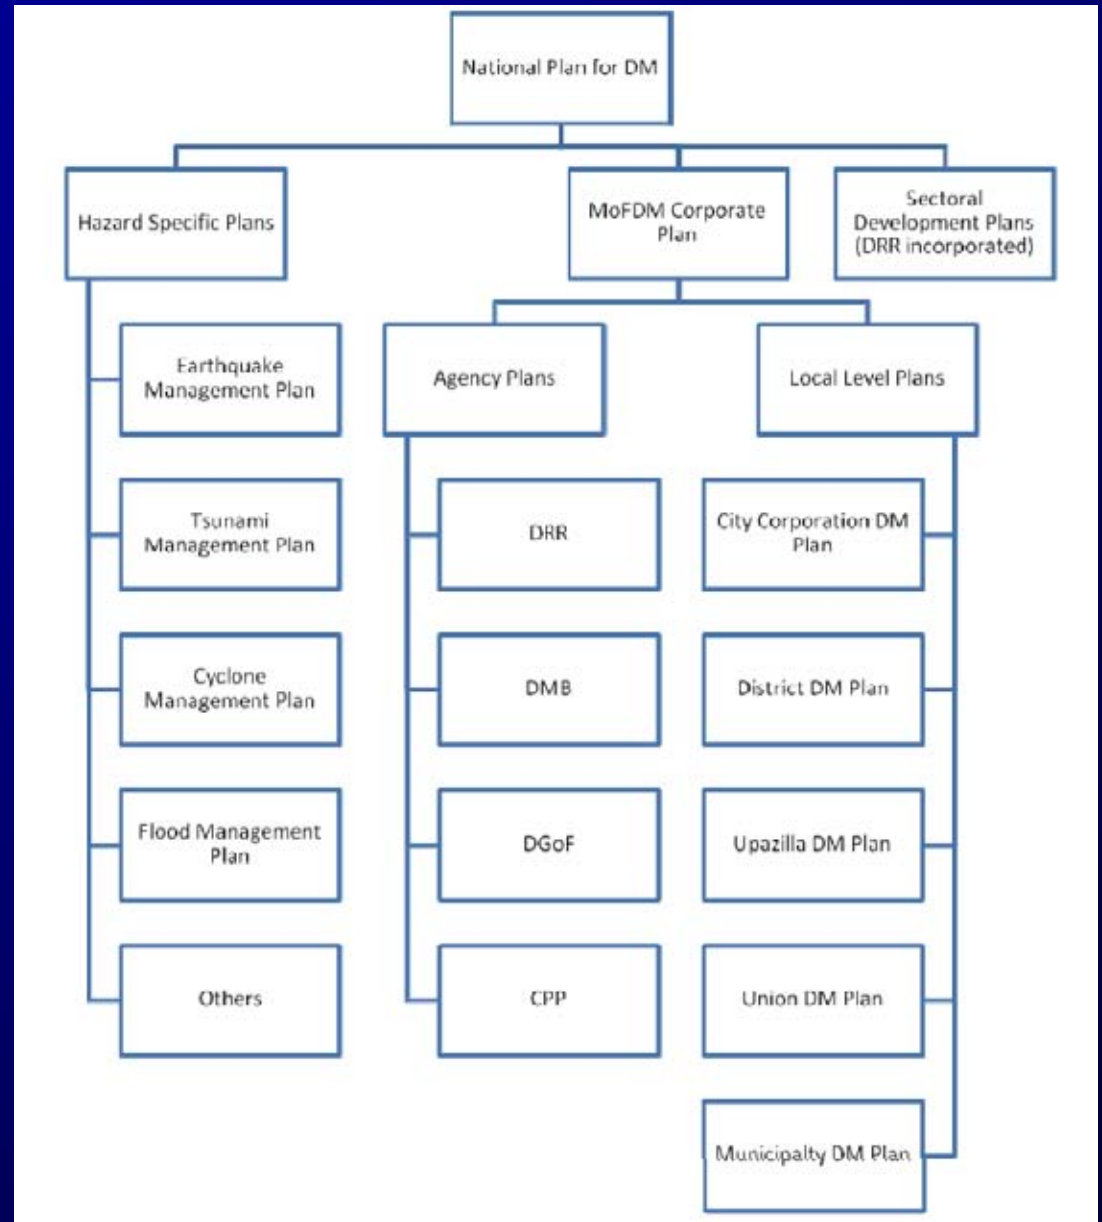 National Plan for DM
Hazard Specific Plans
MoFDM Corporate
Plan
Sectoral
Development Plans
(DRR incorporated)
Earthquake
Management Plan
Tsunami
Management Plan
Cyclone
Management Plan
Flood Management
Plan
Others
Agency Plans
DRR
DMB
DGoF
CPP
Local Level Plans
City Corporation DM
Plan
District DM Plan
Upazilla DM Plan
Union DM Plan
Municipalty DM Plan